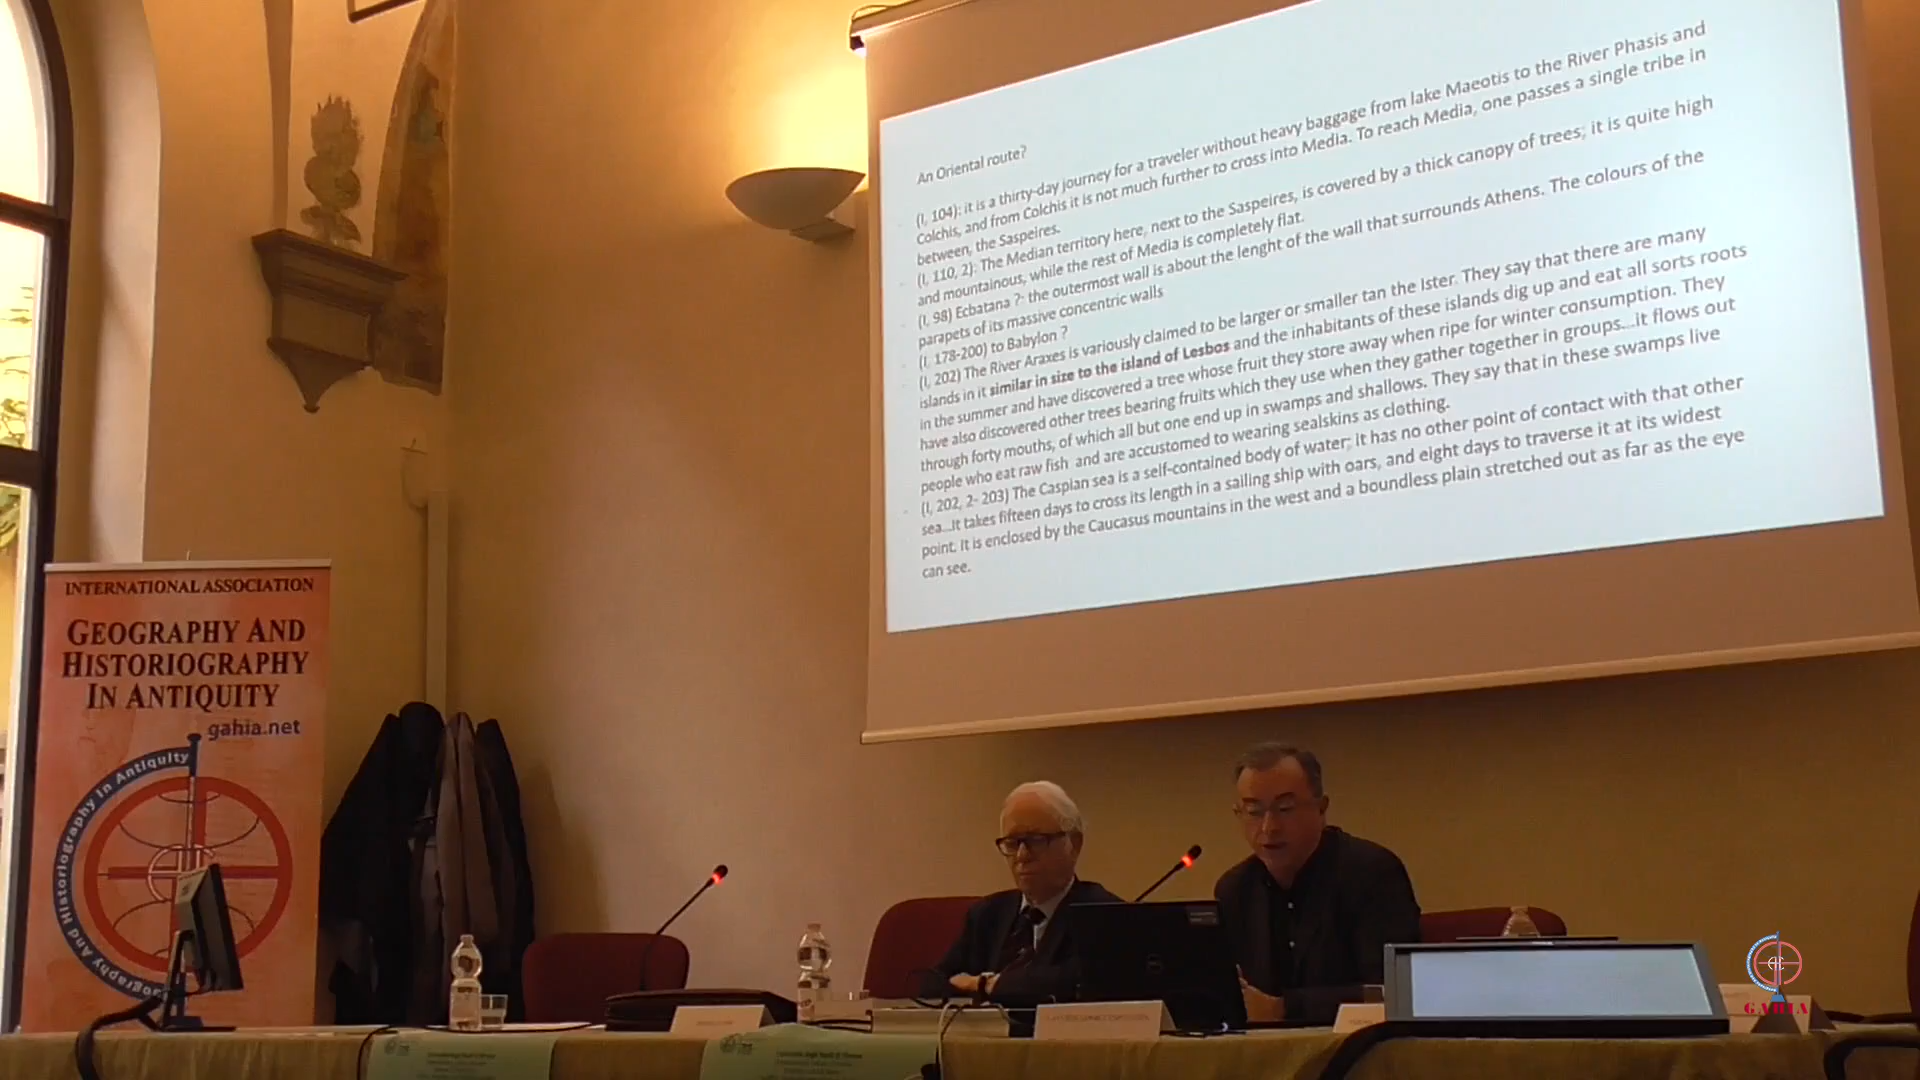 An Oriental route?
(I, 104): it is a thirty-day journey for a traveler without heavy baggage from lake Maeotis to the River Phasis and
Colchis, and from Colchis it is not much further to cross into Media. To reach Media, one passes a single tribe in
between, the Saspeires.
(I, 110, 2): The Median territory here, next to the Saspeires, is covered by a thick canopy of trees; it is quite high
and mountainous, while the rest of Media is completely flat.
(I, 98) Ecbatana ?- the outermost wall is about the lenght of the wall that surrounds Athens. The colours of the
parapets of its massive concentric walls
(I, 178-200) to Babylon ?
(I, 202) The River Araxes is variously claimed to be larger or smaller tan the Ister. They say that there are many
islands in it similar in size to the island of Lesbos and the inhabitants of these islands dig up and eat all sorts roots
in the summer and have discovered a tree whose fruit they store away when ripe for winter consumption. They
have also discovered other trees bearing fruits which they use when they gather together in groups...it flows out
through forty mouths, of which all but one end up in swamps and shallows. They say that in these swamps live
people who eat raw fish and are accustomed to wearing sealskins as clothing.
(I, 202, 2- 203) The Caspian sea is a self-contained body of water; it has no other point of contact with that other
sea...it takes fifteen days to cross its length in a sailing ship with oars, and eight days to traverse it at its widest
point. It is enclosed by the Caucasus mountains in the west and a boundless plain stretched out as far as the eye
can see.
INTERNATIONAL ASSOCIATION
GEOGRAPHY AND
HISTORIOGRAPHY
IN ANTIQUITY
gahia.net
Geography And Historiography In Antiquity
GAHIA